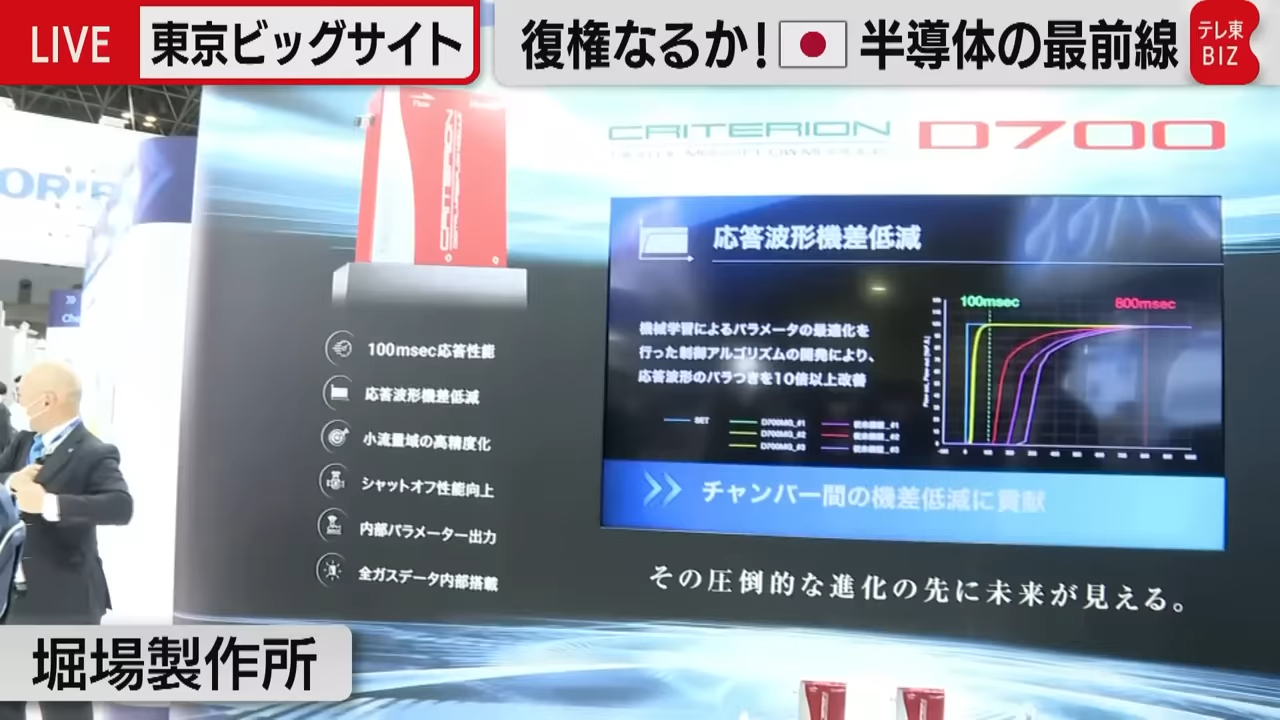 LIVE
東京ビッグサイト
復権なるか!🇯🇵半導体の最前線
テレ東
BIZ
CRITERION D700
応答波形機差低減
機械学習によるパラメータの最適化を
行った制御アルゴリズムの開発により、
応答波形のバラつきを10倍以上改善
100msec
800msec
SET
D700MG_#1
D700MG_#2
D700MG_#3
チャンバー間の機差低減に貢献
100msec応答性能
応答波形機差低減
小流量域の高精度化
シャットオフ性能向上
内部パラメーター出力
全ガスデータ内部搭載
その圧倒的な進化の先に未来が見える。
堀場製作所